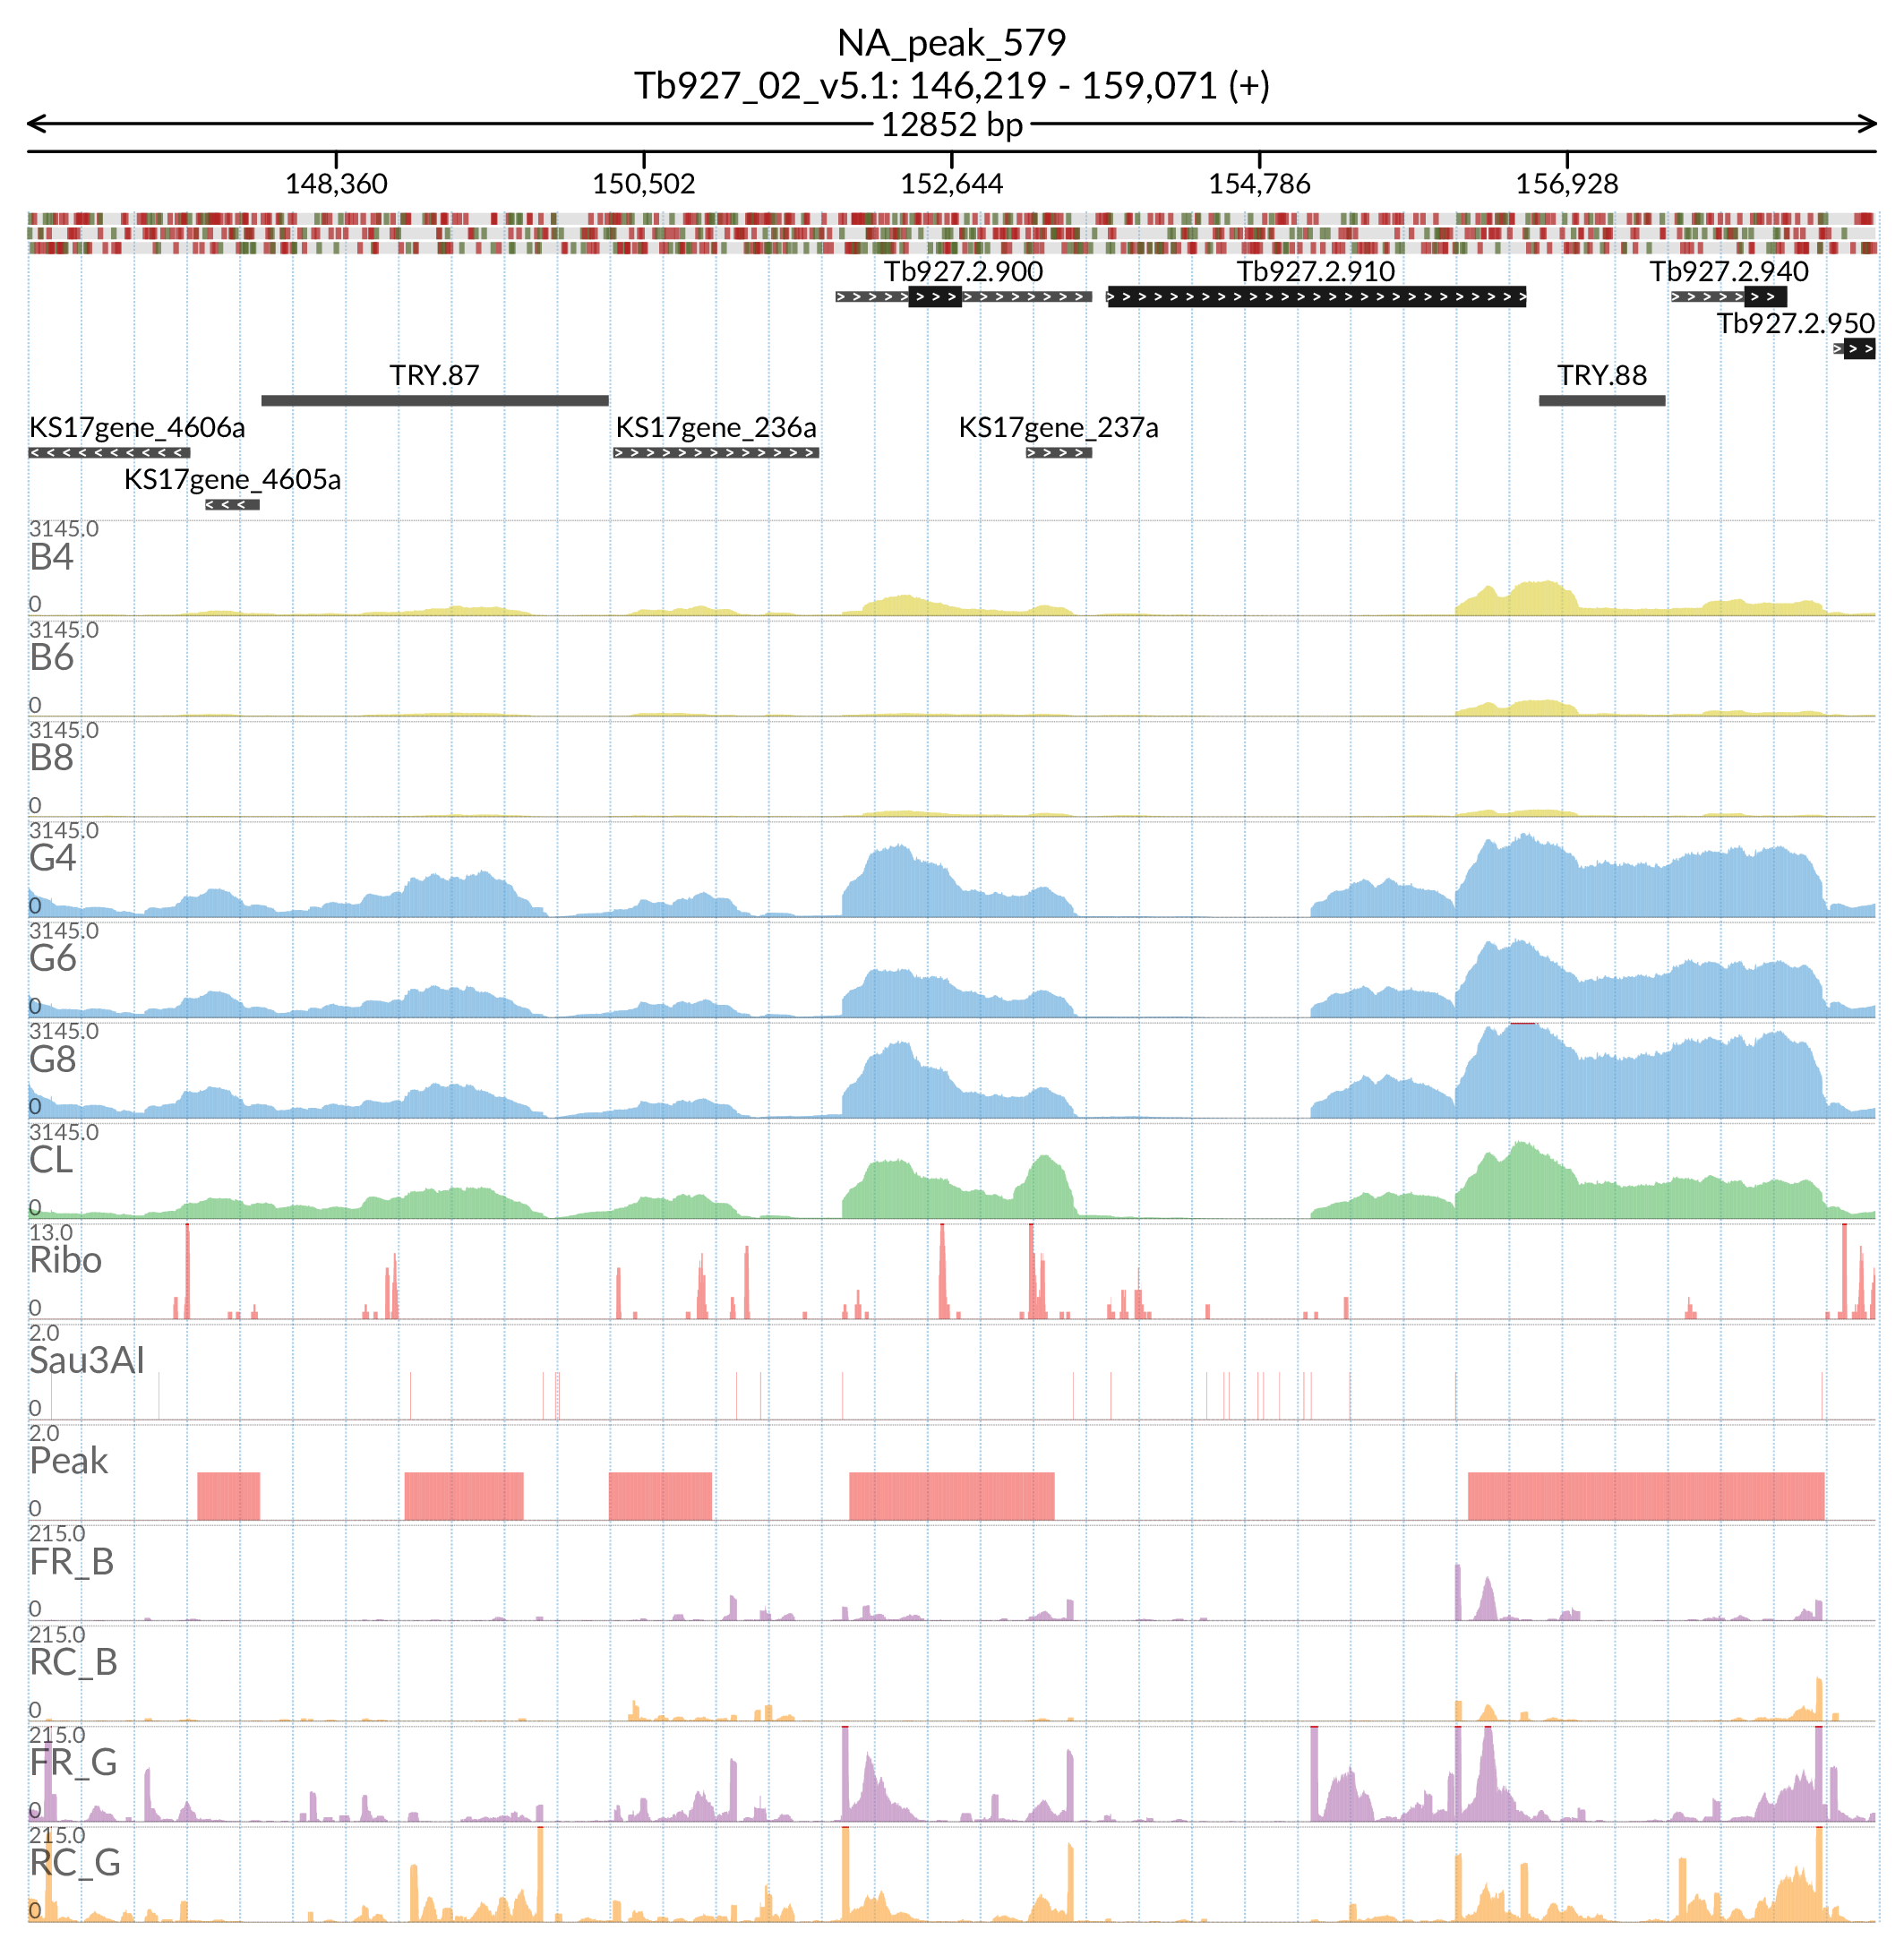 NA_peak_579
Tb927_02_v5.1: 146,219 - 159,071 (+)
12852 bp
148,360 150,502 152,644 154,786 156,928
Tb927.2.900 Tb927.2.910 Tb927.2.940
Tb927.2.950
TRY.87 TRY.88
KS17gene_4606a KS17gene_236a KS17gene_237a
KS17gene_4605a
3145.0
B4
0
3145.0
B6
0
3145.0
B8
0
3145.0
G4
0
3145.0
G6
0
3145.0
G8
0
3145.0
CL
0
13.0
Ribo
0
2.0
Sau3AI
0
2.0
Peak
0
215.0
FR_B
0
215.0
RC_B
0
215.0
FR_G
0
215.0
RC_G
0